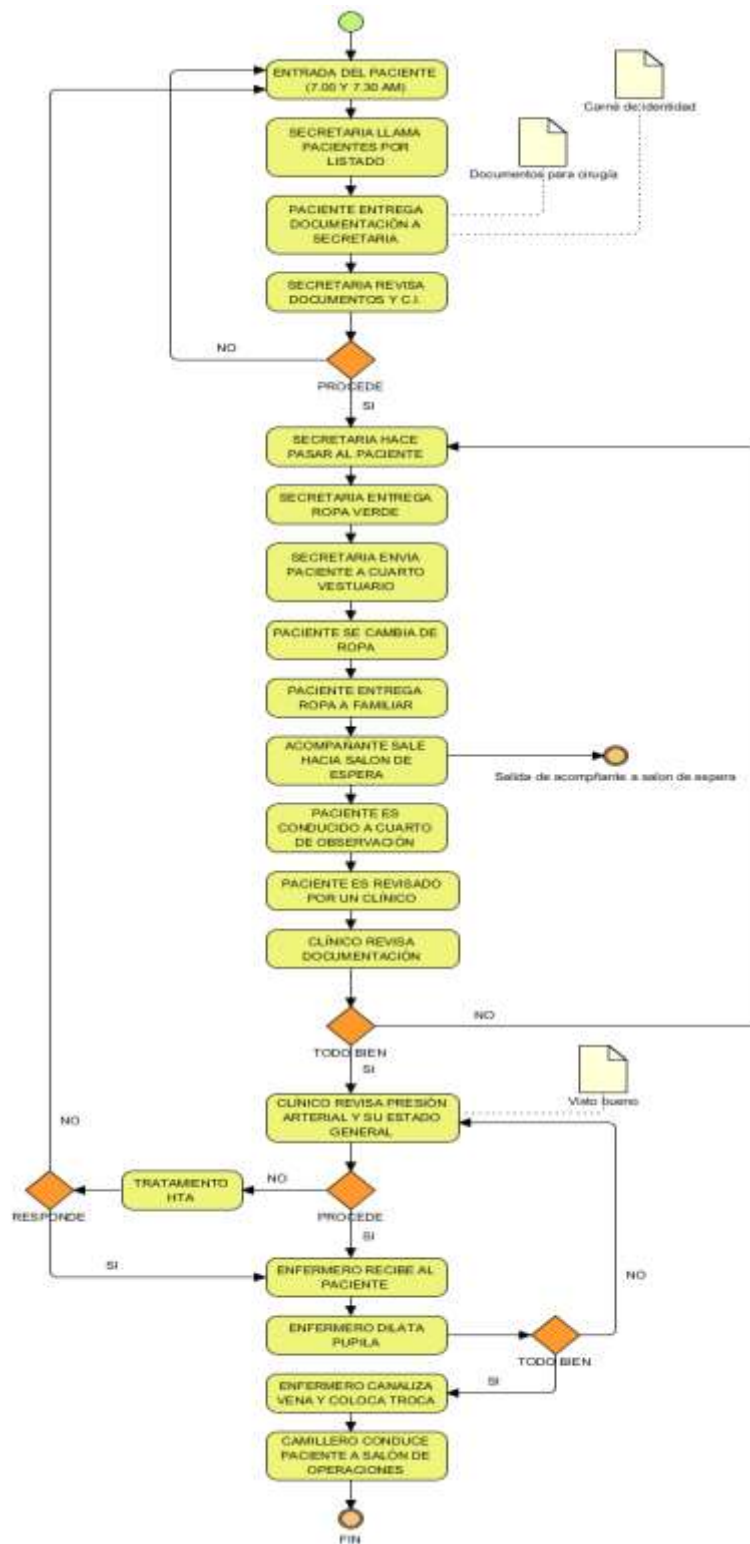 ENTRADA DEL PACIENTE
(7.00 Y 7.30 AM)
Carné de identidad
SECRETARIA LLAMA
PACIENTES POR
LISTADO
Documentos para cirugía
PACIENTE ENTREGA
DOCUMENTACIÓN A
SECRETARIA
SECRETARIA REVISA
DOCUMENTOS Y C.I.
NO
PROCEDE
SI
SECRETARIA HACE
PASAR AL PACIENTE
SECRETARIA ENTREGA
ROPA VERDE
SECRETARIA ENVIA
PACIENTE A CUARTO
VESTUARIO
PACIENTE SE CAMBIA DE
ROPA
PACIENTE ENTREGA
ROPA A FAMILIAR
ACOMPAÑANTE SALE
HACIA SALON DE
ESPERA
Salida de acompñante a salon de espera
PACIENTE ES
CONDUCIDO A CUARTO
DE OBSERVACIÓN
PACIENTE ES REVISADO
POR UN CLÍNICO
CLÍNICO REVISA
DOCUMENTACIÓN
NO
TODO BIEN
SI
CLÍNICO REVISA PRESIÓN
ARTERIAL Y SU ESTADO
GENERAL
Visto bueno
NO
NO
TRATAMIENTO
HTA
RESPONDE
PROCEDE
SI
SI
ENFERMERO RECIBE AL
PACIENTE
NO
ENFERMERO DILATA
PUPILA
TODO BIEN
SI
ENFERMERO CANALIZA
VENA Y COLOCA TROCA
CAMILLERO CONDUCE
PACIENTE A SALÓN DE
OPERACIONES
FIN